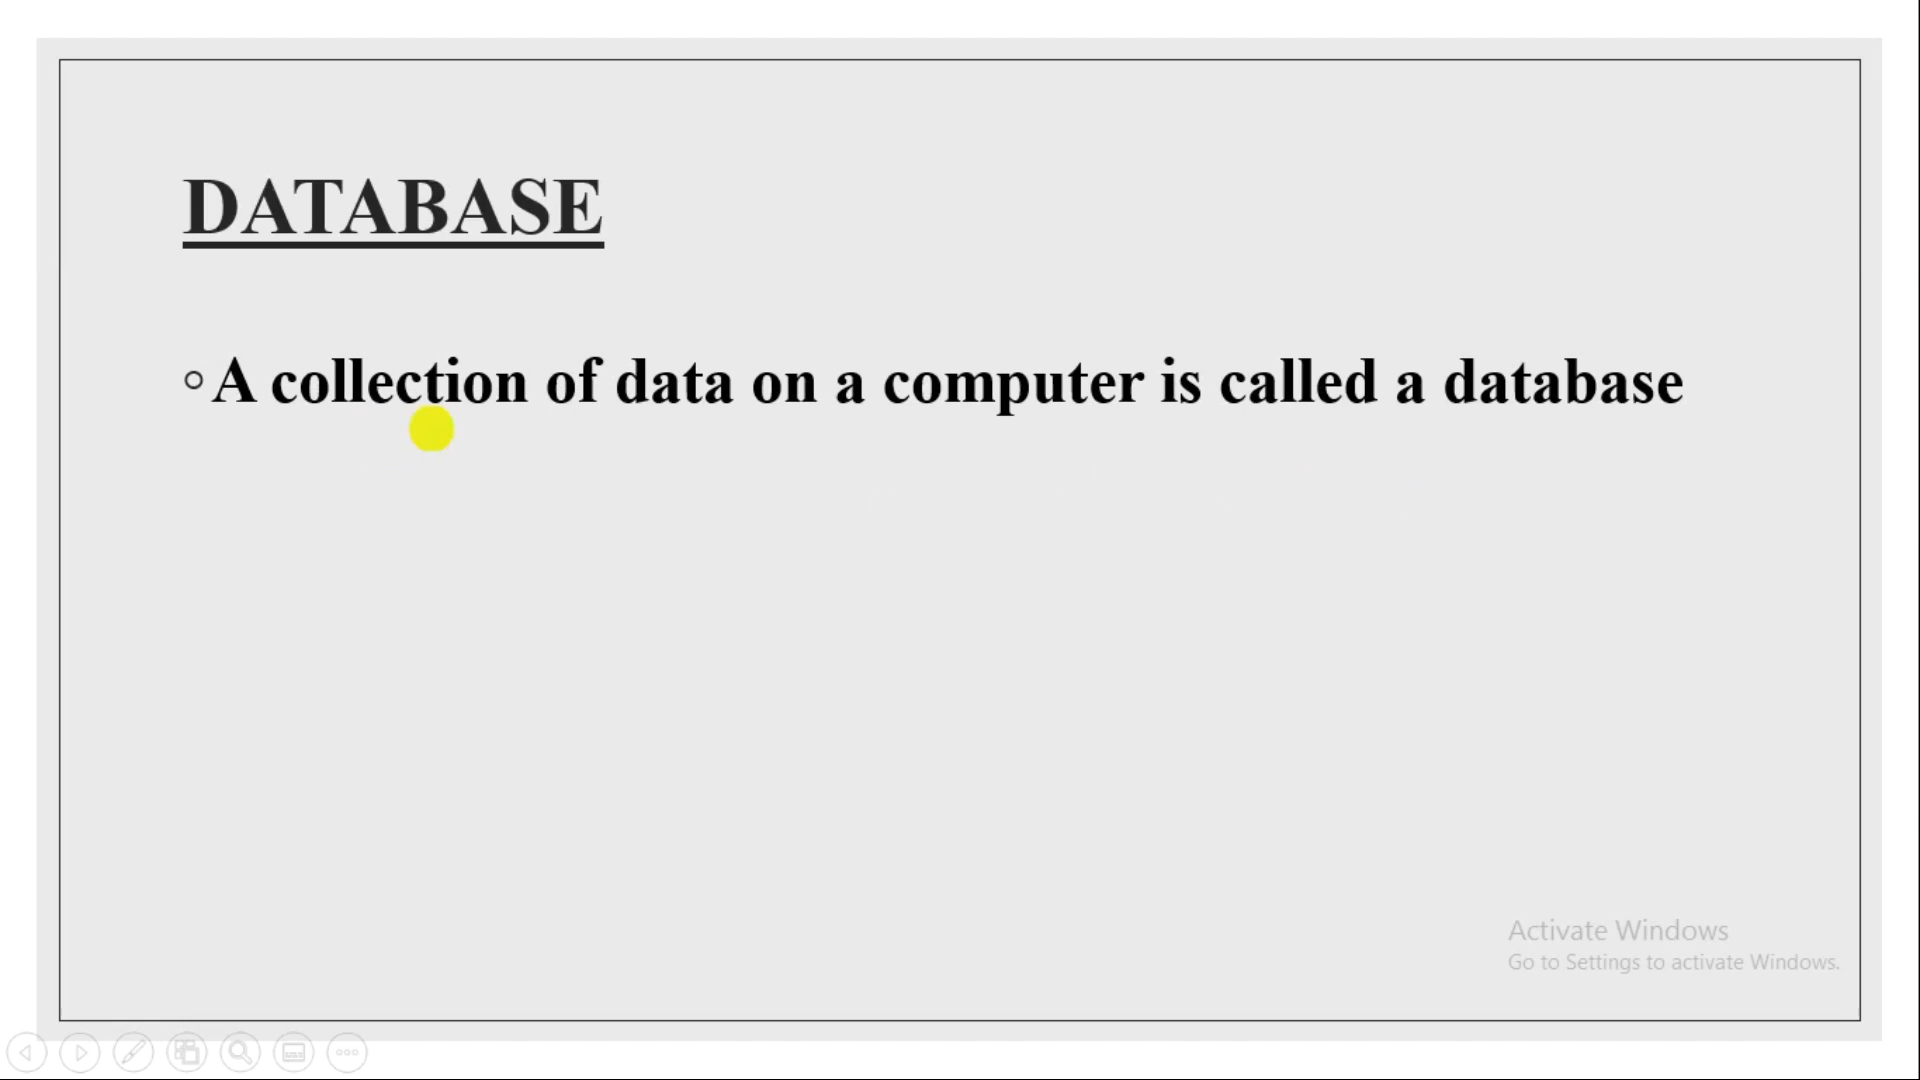 DATABASE
A collection of data on a computer is called a database
Activate Windows
Go to Settings to activate Windows.